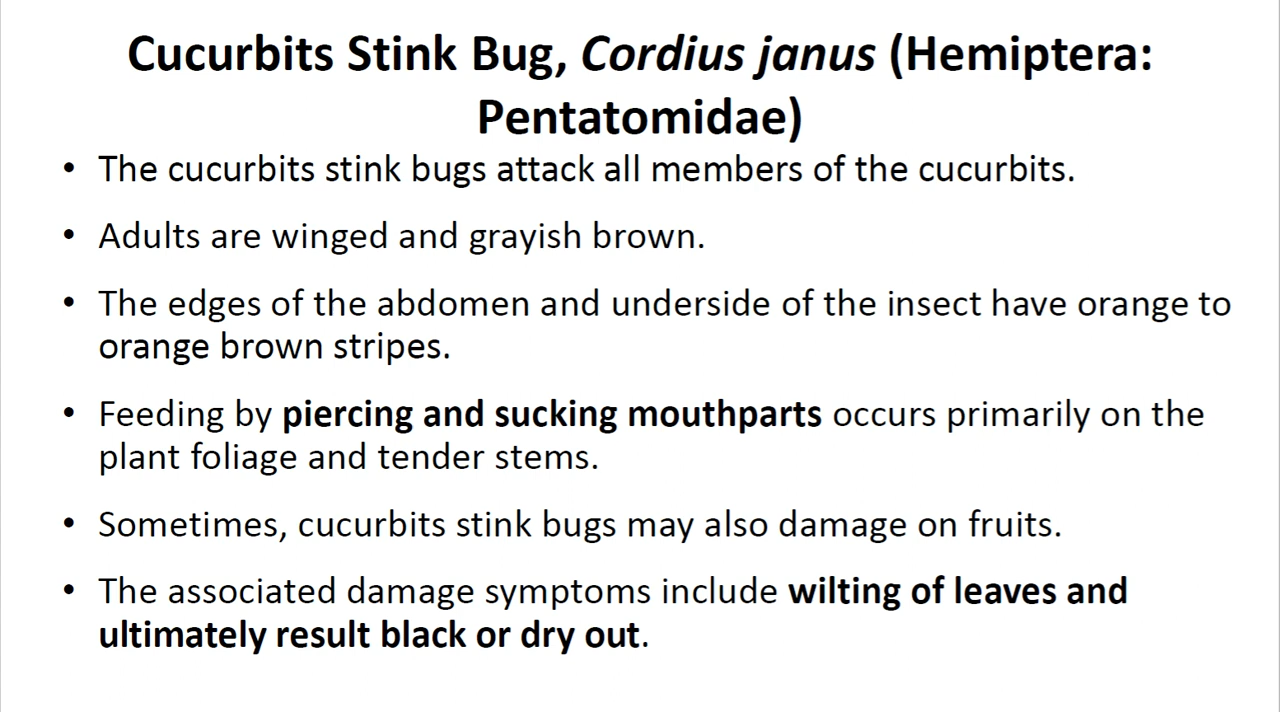 Cucurbits Stink Bug, Cordius janus (Hemiptera:
Pentatomidae)
• The cucurbits stink bugs attack all members of the cucurbits.
• Adults are winged and grayish brown.
• The edges of the abdomen and underside of the insect have orange to
orange brown stripes.
• Feeding by piercing and sucking mouthparts occurs primarily on the
plant foliage and tender stems.
• Sometimes, cucurbits stink bugs may also damage on fruits.
• The associated damage symptoms include wilting of leaves and
ultimately result black or dry out.